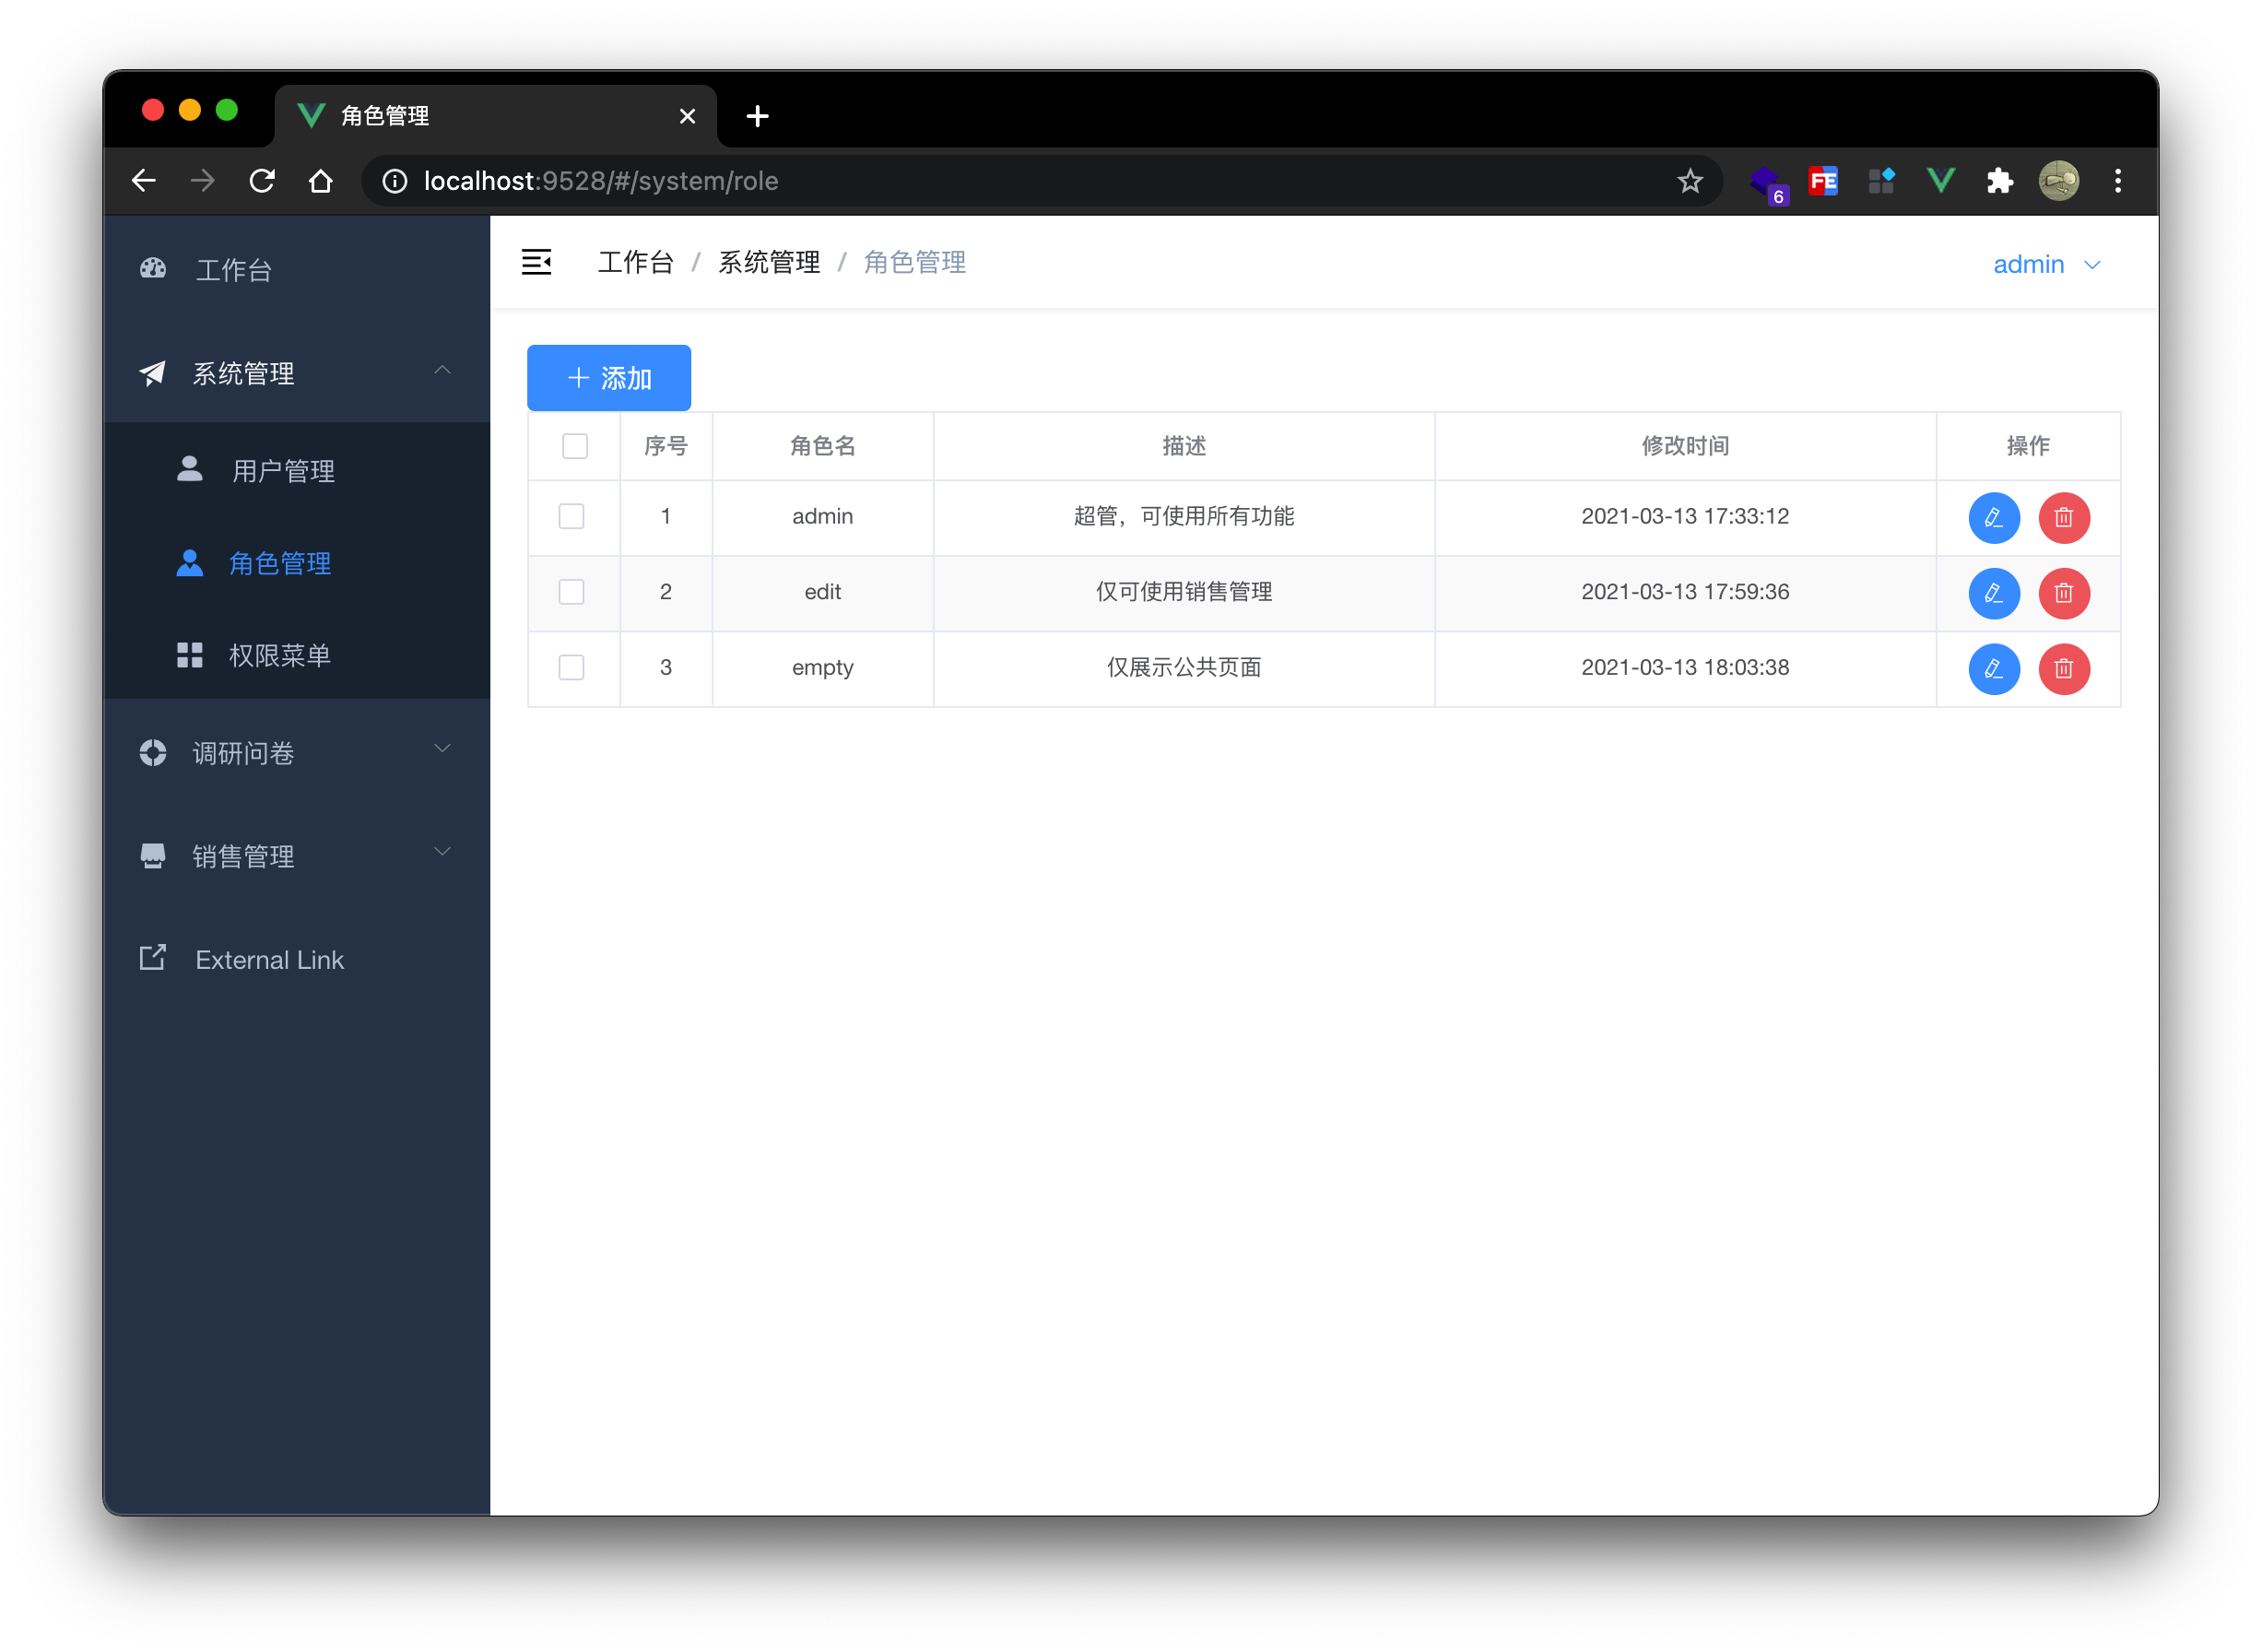 角色管理
localhost:9528/#/system/role
6
FE
工作台
系统管理
用户管理
角色管理
权限菜单
调研问卷
销售管理
External Link
工作台 / 系统管理 / 角色管理
admin
添加
序号 角色名 描述 修改时间 操作
1 admin 超管，可使用所有功能 2021-03-13 17:33:12
2 edit 仅可使用销售管理 2021-03-13 17:59:36
3 empty 仅展示公共页面 2021-03-13 18:03:38